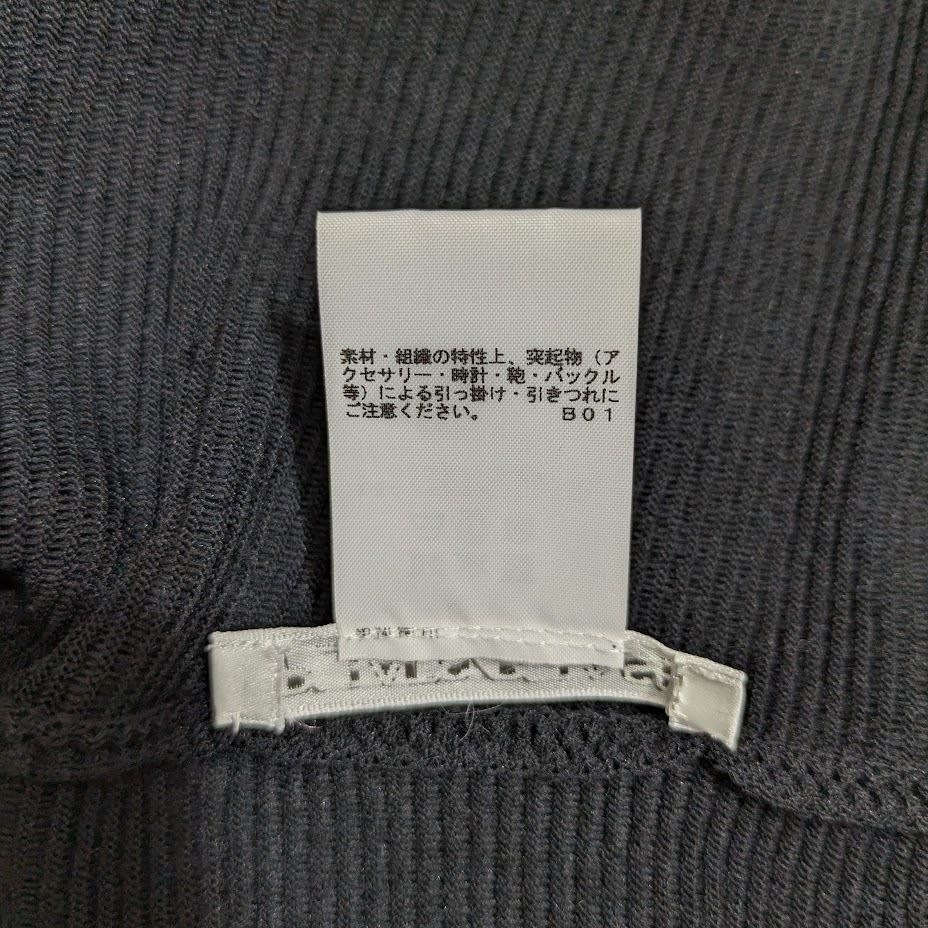 素材・組織の特性上、突起物（ア
クセサリー・時計・鞄・バックル
等）による引っ掛け・引きつれに
ご注意ください。 B01